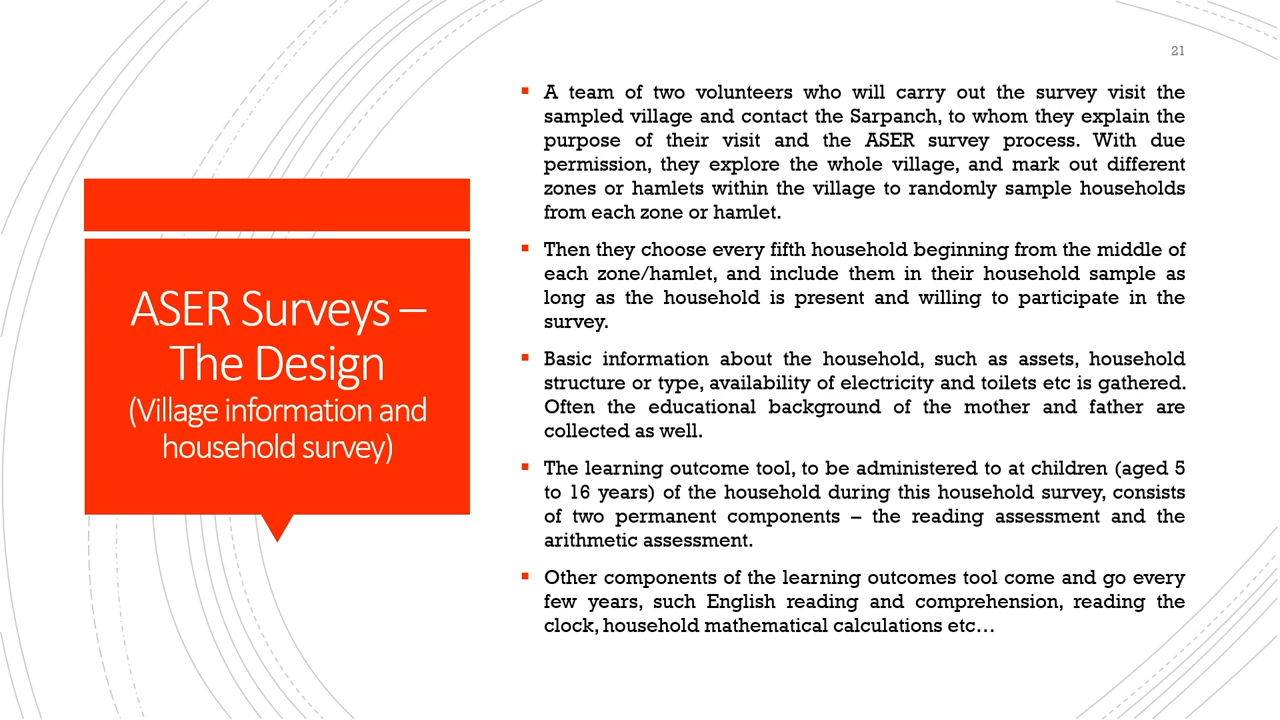 21
ASER Surveys –
The Design
(Village information and
household survey)
A team of two volunteers who will carry out the survey visit the
sampled village and contact the Sarpanch, to whom they explain the
purpose of their visit and the ASER survey process. With due
permission, they explore the whole village, and mark out different
zones or hamlets within the village to randomly sample households
from each zone or hamlet.
Then they choose every fifth household beginning from the middle of
each zone/hamlet, and include them in their household sample as
long as the household is present and willing to participate in the
survey.
Basic information about the household, such as assets, household
structure or type, availability of electricity and toilets etc is gathered.
Often the educational background of the mother and father are
collected as well.
The learning outcome tool, to be administered to at children (aged 5
to 16 years) of the household during this household survey, consists
of two permanent components – the reading assessment and the
arithmetic assessment.
Other components of the learning outcomes tool come and go every
few years, such English reading and comprehension, reading the
clock, household mathematical calculations etc…